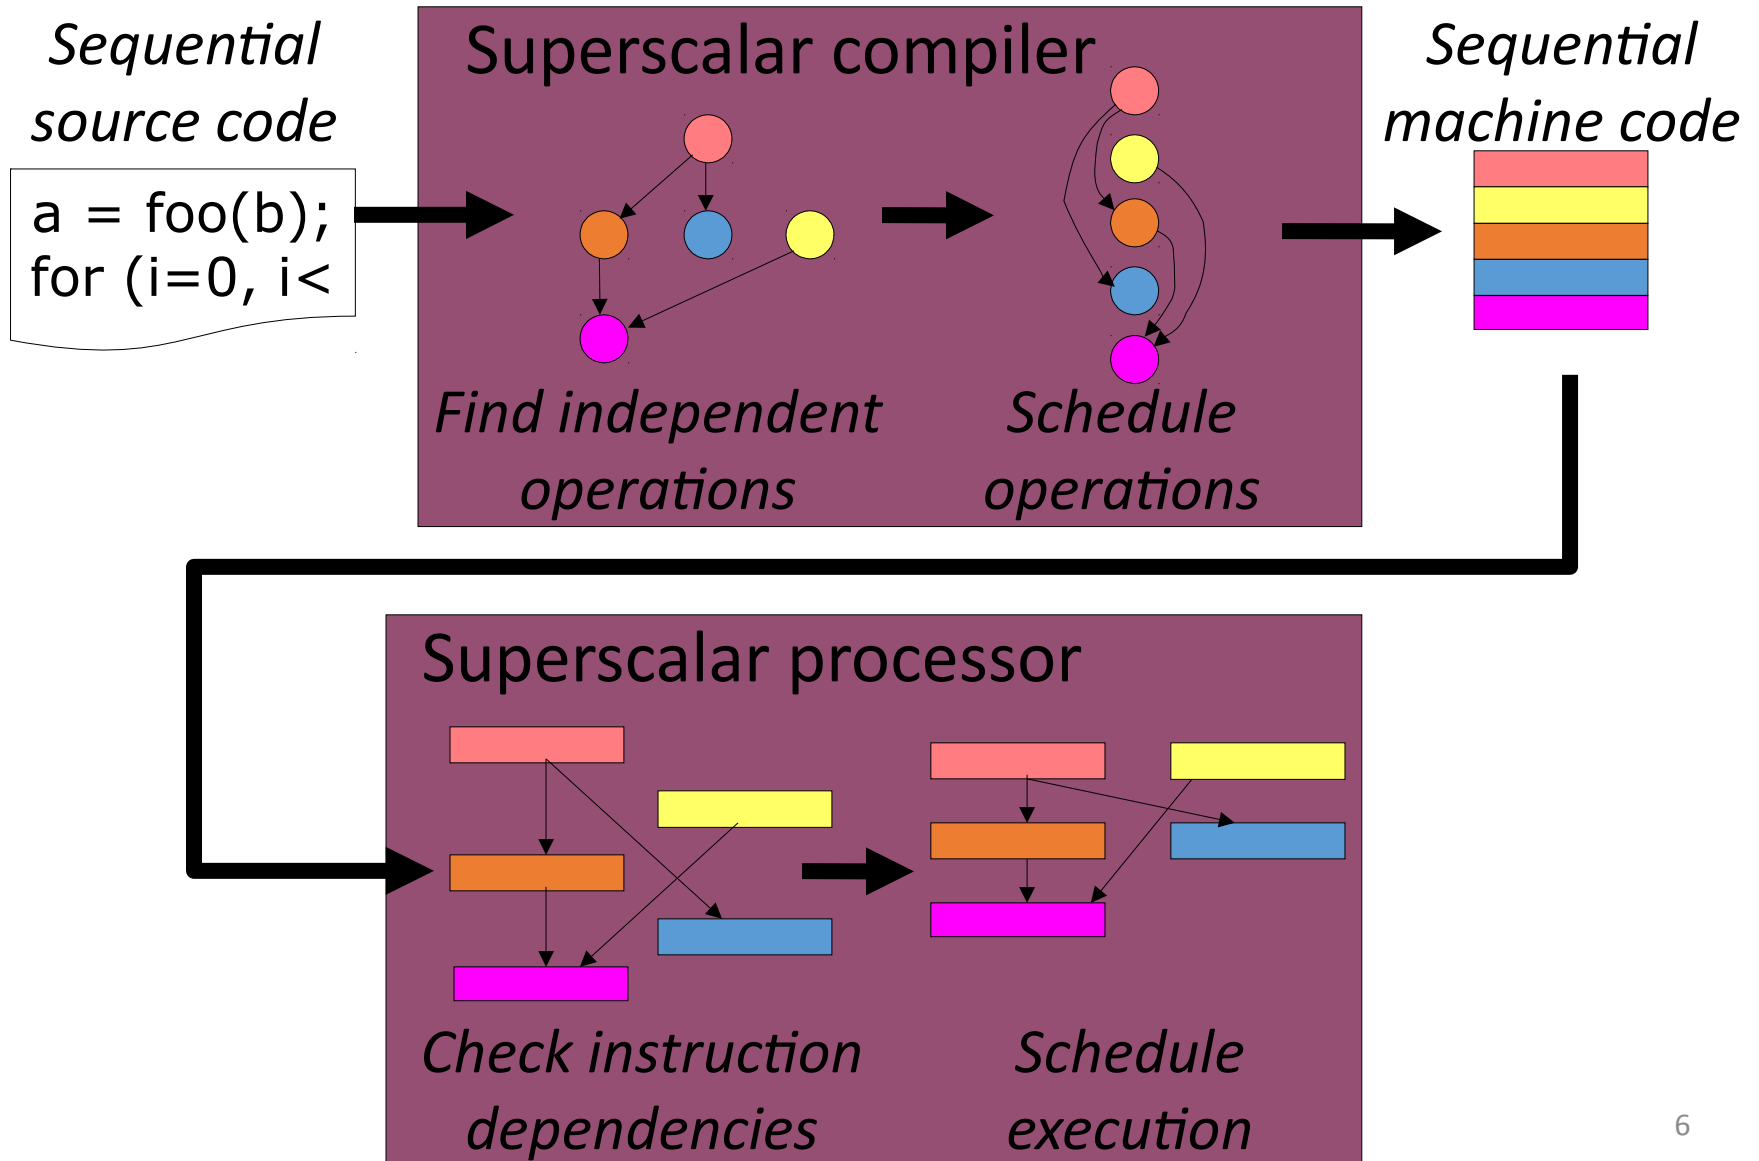 Sequential
source code
a = foo(b);
for (i=0, i<
Superscalar compiler
Find independent
operations
Schedule
operations
Sequential
machine code
Superscalar processor
Check instruction
dependencies
Schedule
execution
6